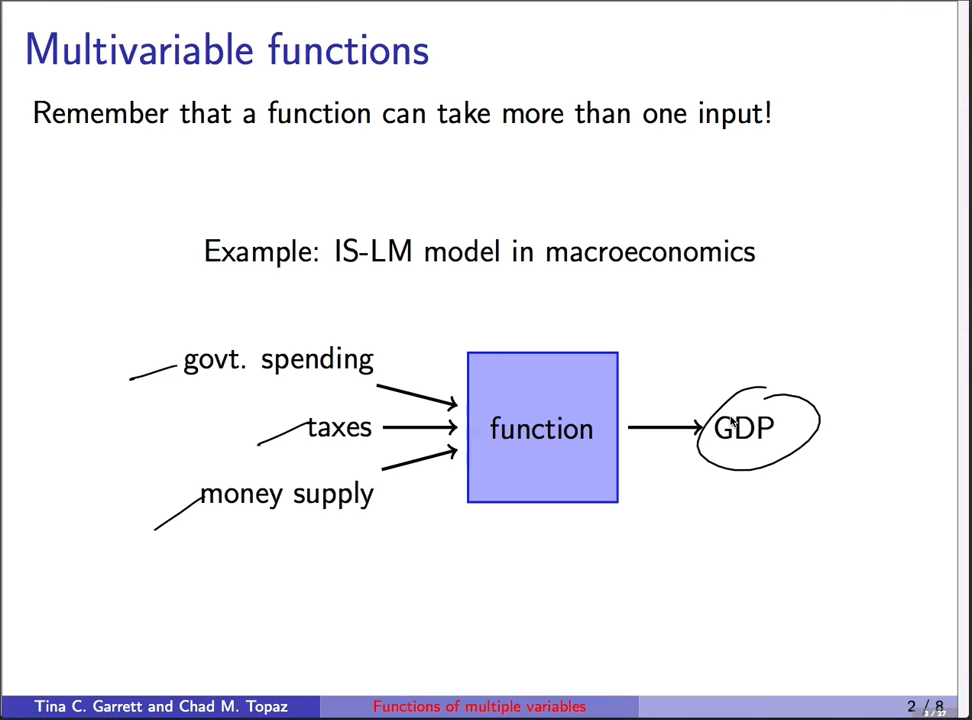 Multivariable functions
Remember that a function can take more than one input!
Example: IS-LM model in macroeconomics
govt. spending
taxes
money supply
function
GDP
Tina C. Garrett and Chad M. Topaz
Functions of multiple variables
2 / 8